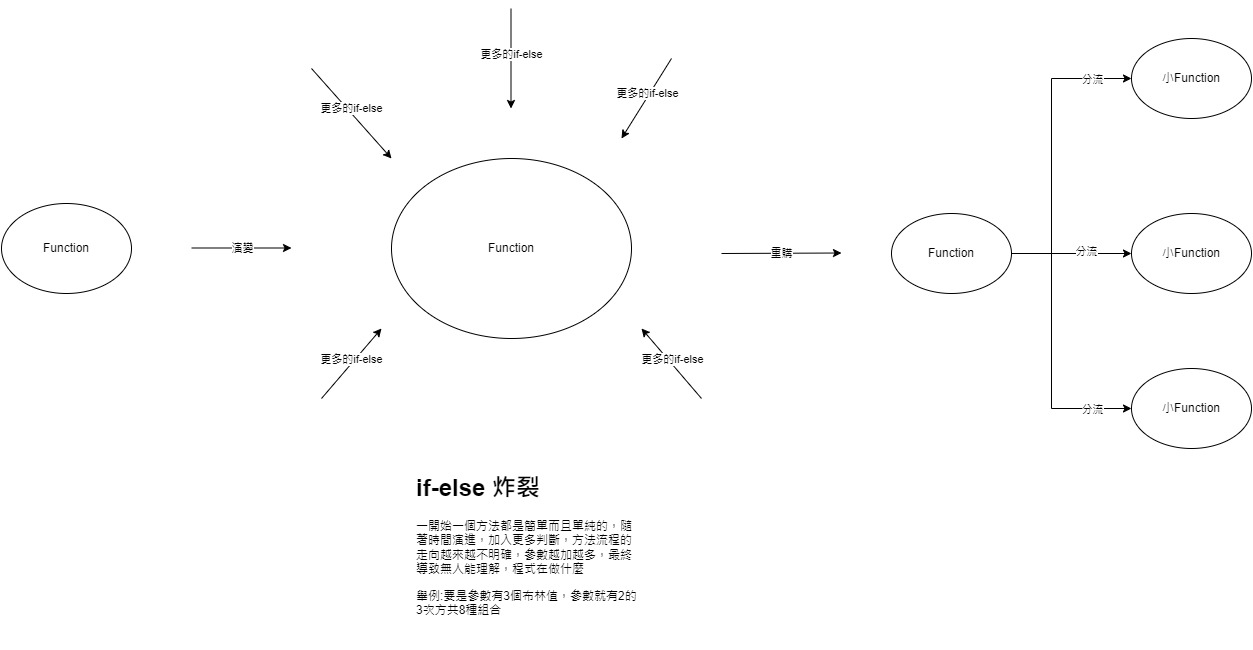 更多的if-else
更多的if-else
更多的if-else
Function
演變
Function
更多的if-else
更多的if-else
重購
Function
分流
小Function
分流
小Function
分流
小Function
if-else 炸裂
一開始一個方法都是簡單而且單純的，隨
著時間演進，加入更多判斷，方法流程的
走向越來越不明確，參數越加越多，最終
導致無人能理解，程式在做什麼
舉例:要是參數有3個布林值，參數就有2的
3次方共8種組合